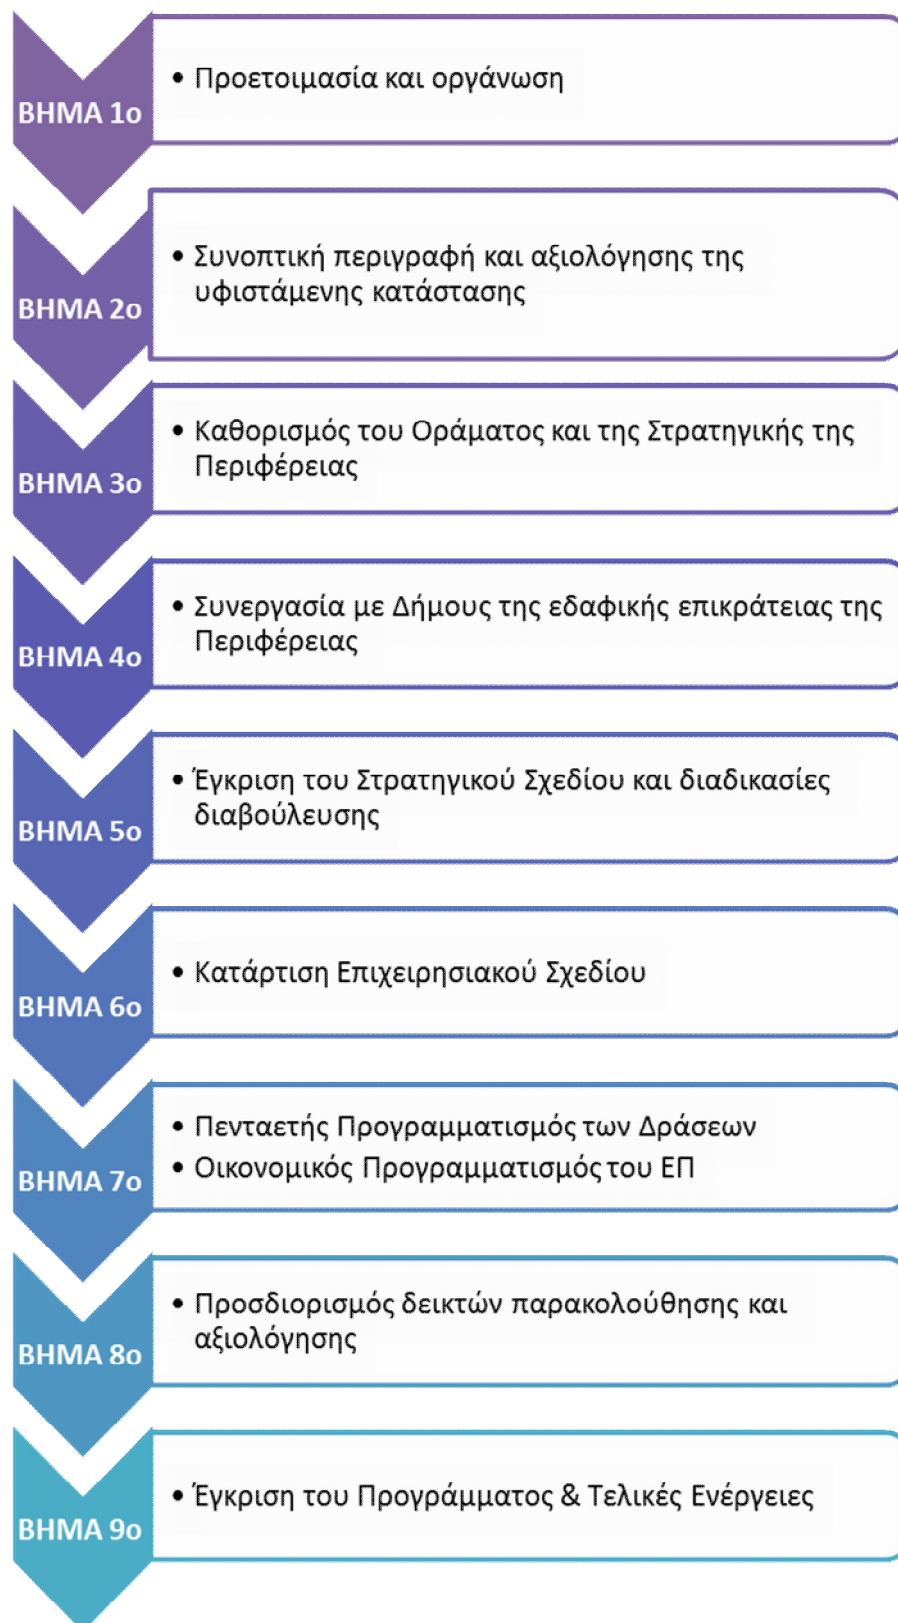 ΒΗΜΑ 1ο
• Προετοιμασία και οργάνωση
ΒΗΜΑ 2ο
• Συνοπτική περιγραφή και αξιολόγησης της
υφιστάμενης κατάστασης
ΒΗΜΑ 3ο
• Καθορισμός του Οράματος και της Στρατηγικής της
Περιφέρειας
ΒΗΜΑ 4ο
• Συνεργασία με Δήμους της εδαφικής επικράτειας της
Περιφέρειας
ΒΗΜΑ 5ο
• Έγκριση του Στρατηγικού Σχεδίου και διαδικασίες
διαβούλευσης
ΒΗΜΑ 6ο
• Κατάρτιση Επιχειρησιακού Σχεδίου
ΒΗΜΑ 7ο
• Πενταετής Προγραμματισμός των Δράσεων
• Οικονομικός Προγραμματισμός του ΕΠ
ΒΗΜΑ 8ο
• Προσδιορισμός δεικτών παρακολούθησης και
αξιολόγησης
ΒΗΜΑ 9ο
• Έγκριση του Προγράμματος & Τελικές Ενέργειες